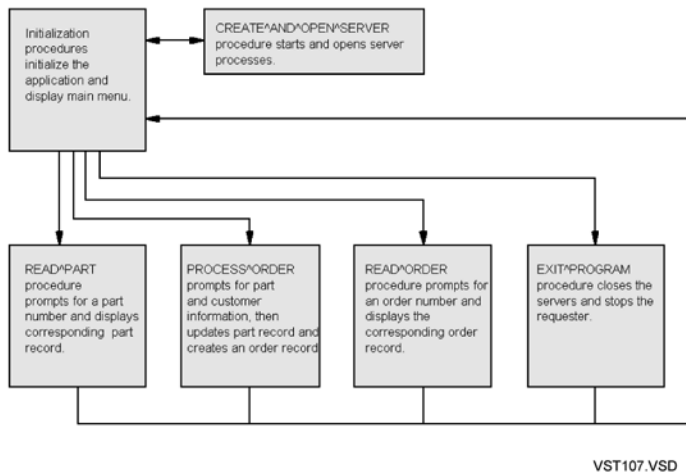 Initialization
procedures
initialize the
application and
display main menu.
CREATE^AND^OPEN^SERVER
procedure starts and opens server
processes.
READ^PART
procedure
prompts for a part
number and displays
corresponding part
record.
PROCESS^ORDER
prompts for part
and customer
information, then
updates part record and
creates an order record
READ^ORDER
procedure prompts for
an order number and
displays the
corresponding order
record.
EXIT^PROGRAM
procedure closes the
servers and stops the
requester.
VST107.VSD